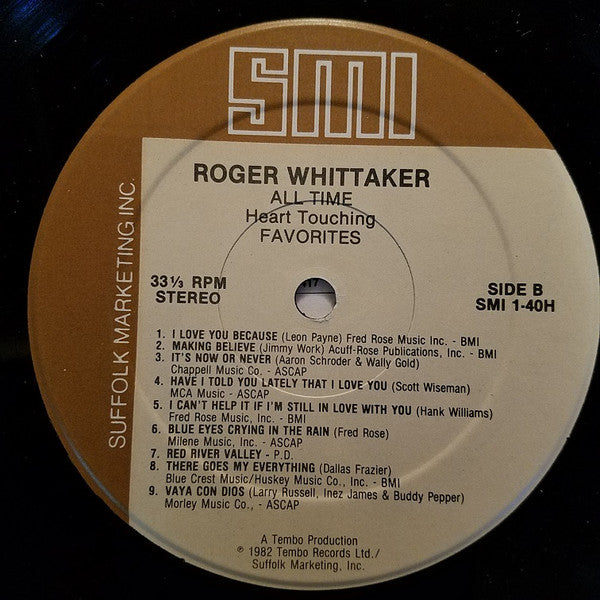 SMI
SUFFOLK MARKETING INC.
ROGER WHITTAKER
ALL TIME
Heart Touching
FAVORITES
33⅓ RPM
STEREO
SIDE B
SMI 1-40H
1. I LOVE YOU BECAUSE (Leon Payne) Fred Rose Music Inc. - BMI
2. MAKING BELIEVE (Jimmy Work) Acuff-Rose Publications, Inc. - BMI
3. IT'S NOW OR NEVER (Aaron Schroder & Wally Gold)
Chappell Music Co. - ASCAP
4. HAVE I TOLD YOU LATELY THAT I LOVE YOU (Scott Wiseman)
MCA Music - ASCAP
5. I CAN'T HELP IT IF I'M STILL IN LOVE WITH YOU (Hank Williams)
Fred Rose Music, Inc. - BMI
6. BLUE EYES CRYING IN THE RAIN (Fred Rose)
Milene Music, Inc. - ASCAP
7. RED RIVER VALLEY - P.D.
8. THERE GOES MY EVERYTHING (Dallas Frazier)
Blue Crest Music/Huskey Music Co., Inc. - BMI
9. VAYA CON DIOS (Larry Russell, Inez James & Buddy Pepper)
Morley Music Co., - ASCAP
A Tembo Production
℗ 1982 Tembo Records Ltd./
Suffolk Marketing, Inc.